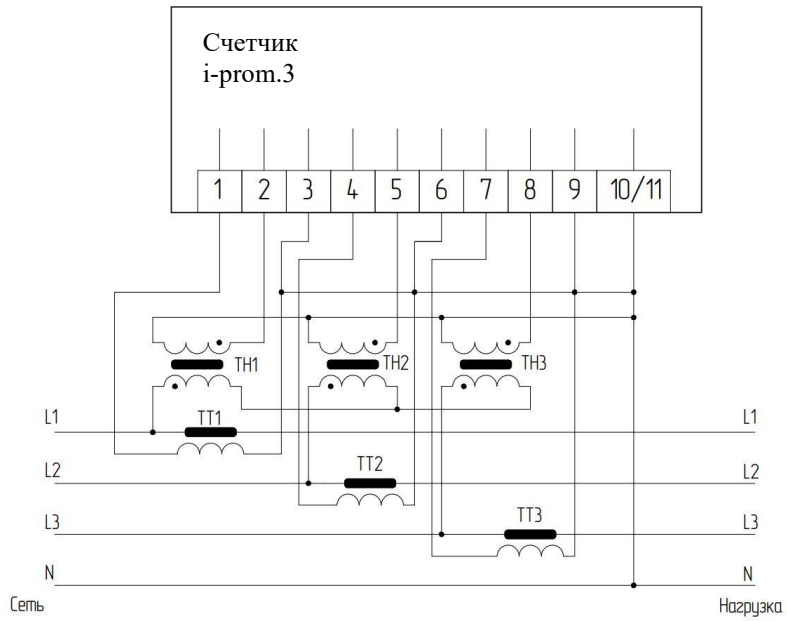 Счетчик
i-prom.3
1 2 3 4 5 6 7 8 9 10/11
ТН1 ТН2 ТН3
L1 ТТ1 L1
L2 ТТ2 L2
L3 ТТ3 L3
N N
Сеть Нагрузка